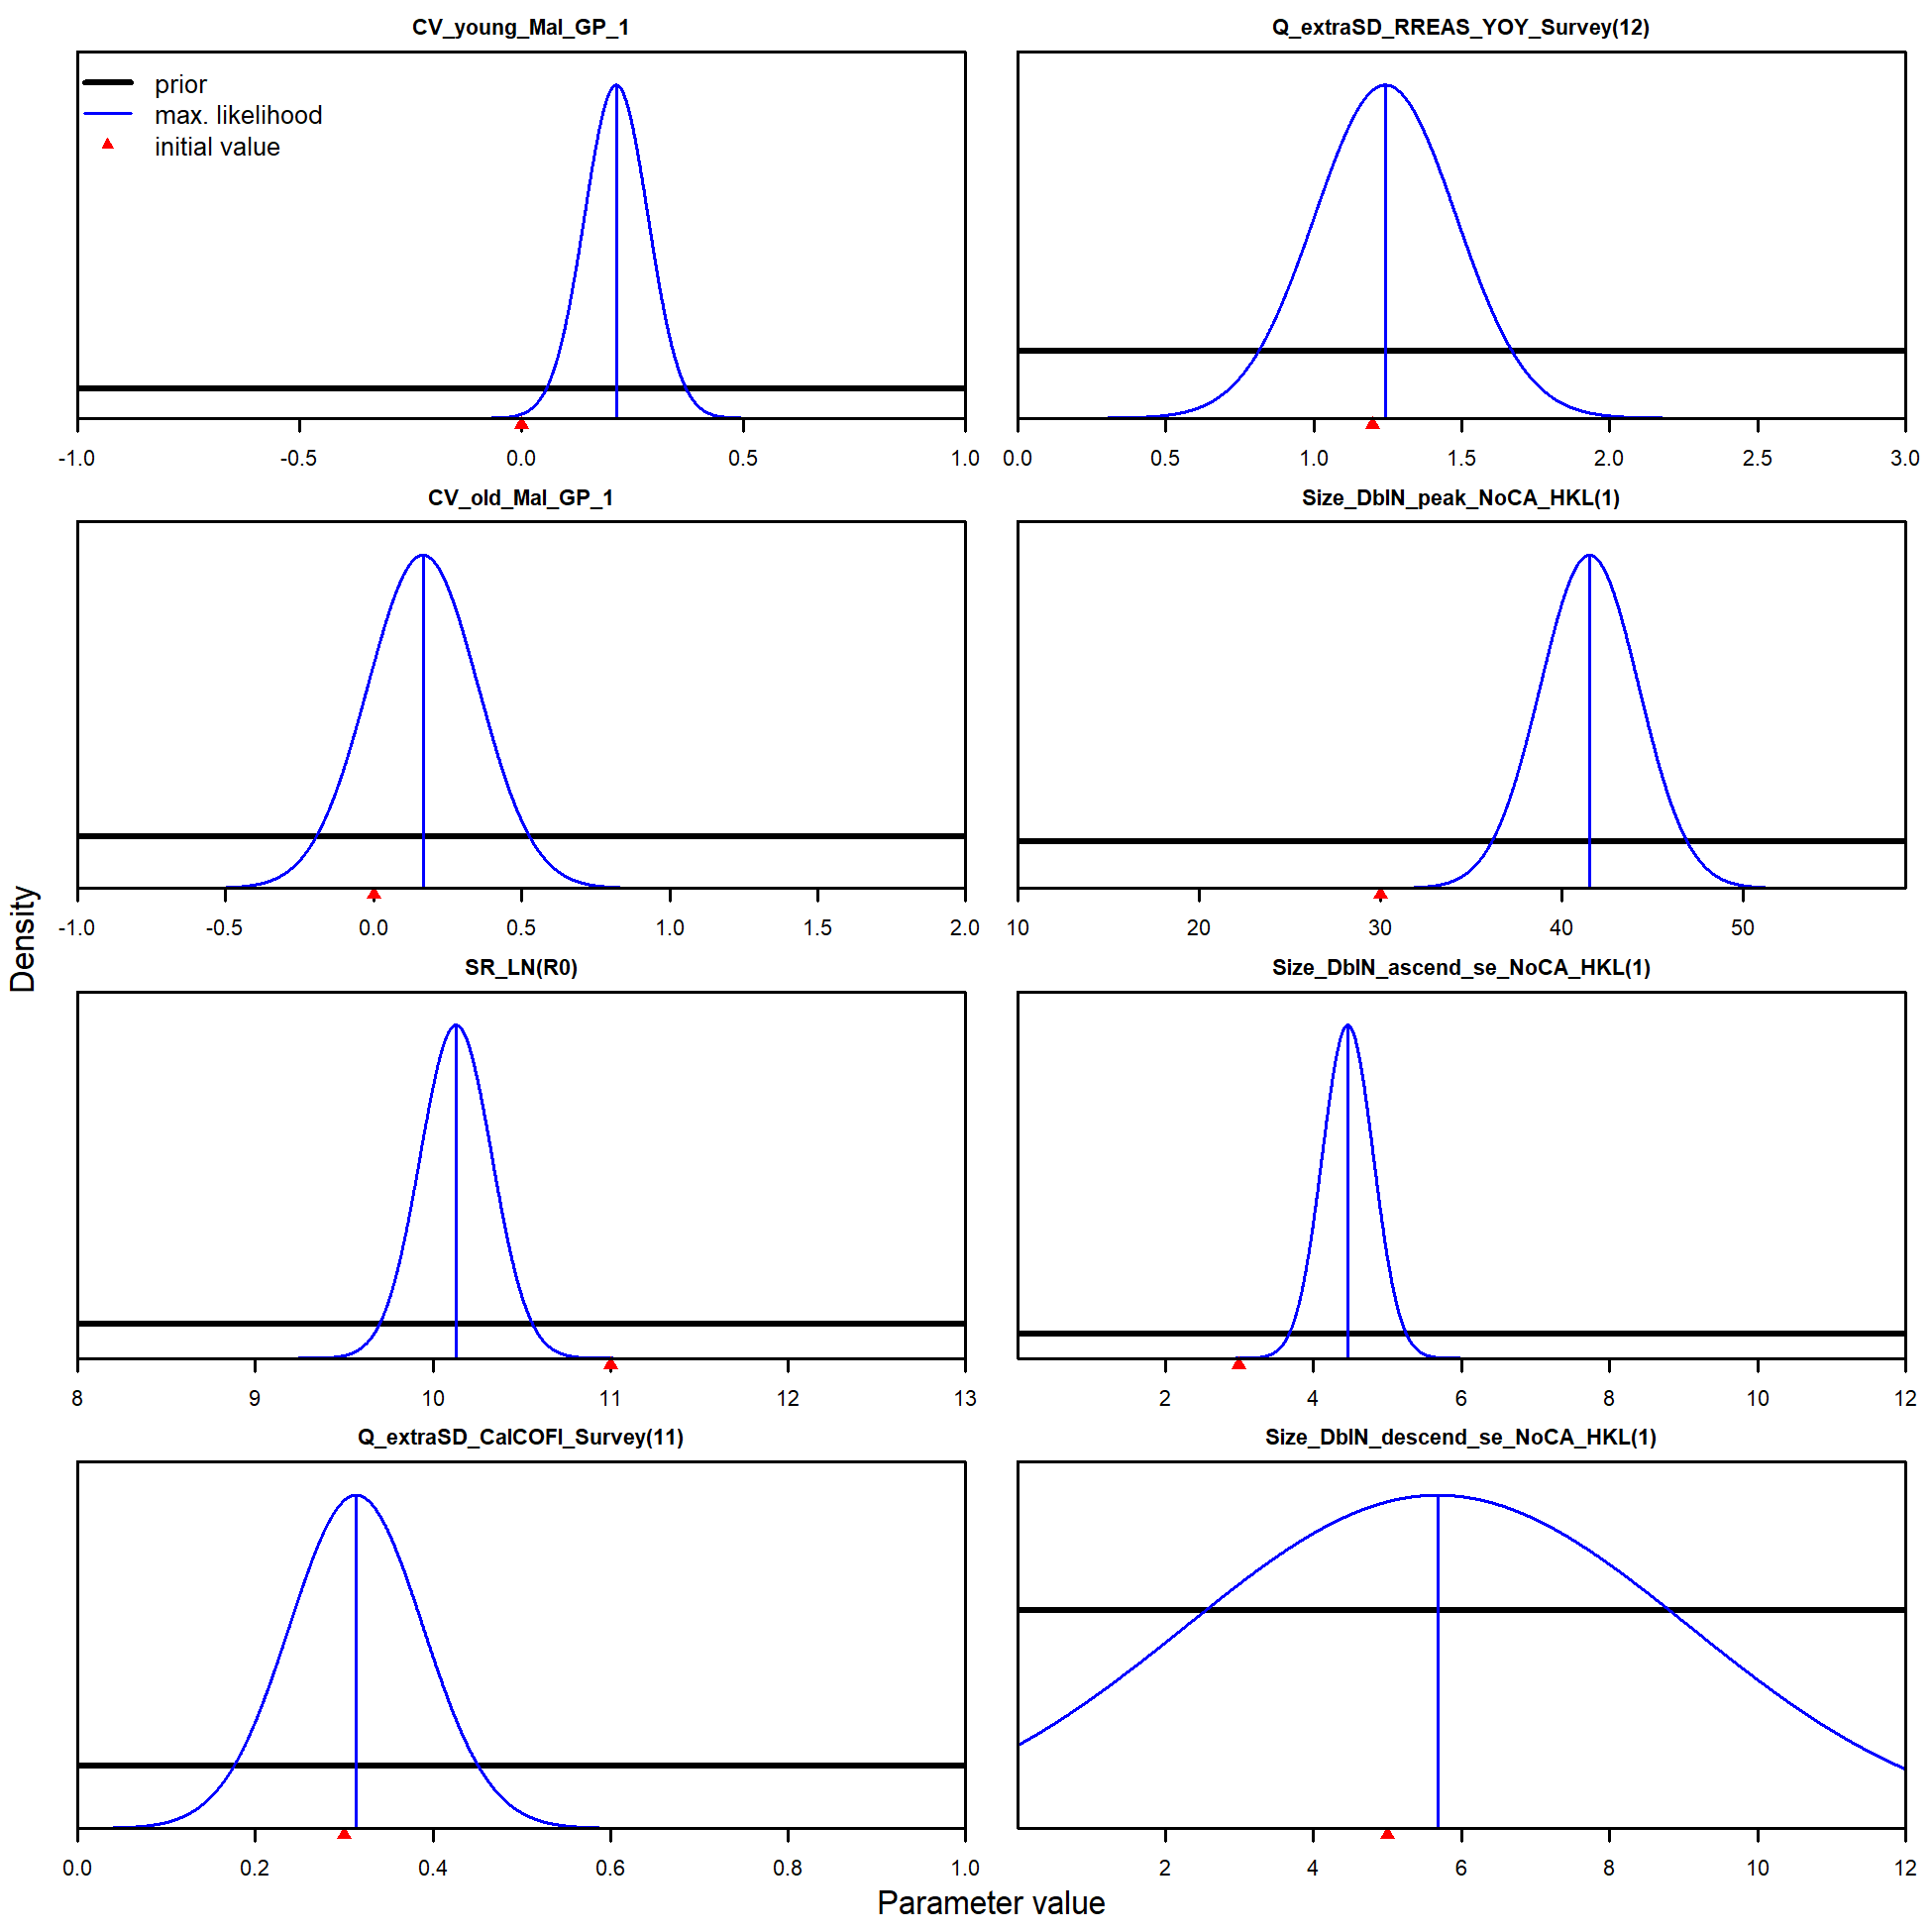 CV_young_Mal_GP_1
prior
max. likelihood
initial value
-1.0 -0.5 0.0 0.5 1.0
Q_extraSD_RREAS_YOY_Survey(12)
0.0 0.5 1.0 1.5 2.0 2.5 3.0
CV_old_Mal_GP_1
-1.0 -0.5 0.0 0.5 1.0 1.5 2.0
Size_DblN_peak_NoCA_HKL(1)
10 20 30 40 50
SR_LN(R0)
8 9 10 11 12 13
Size_DblN_ascend_se_NoCA_HKL(1)
2 4 6 8 10 12
Q_extraSD_CalCOFI_Survey(11)
0.0 0.2 0.4 0.6 0.8 1.0
Size_DblN_descend_se_NoCA_HKL(1)
2 4 6 8 10 12
Density
Parameter value